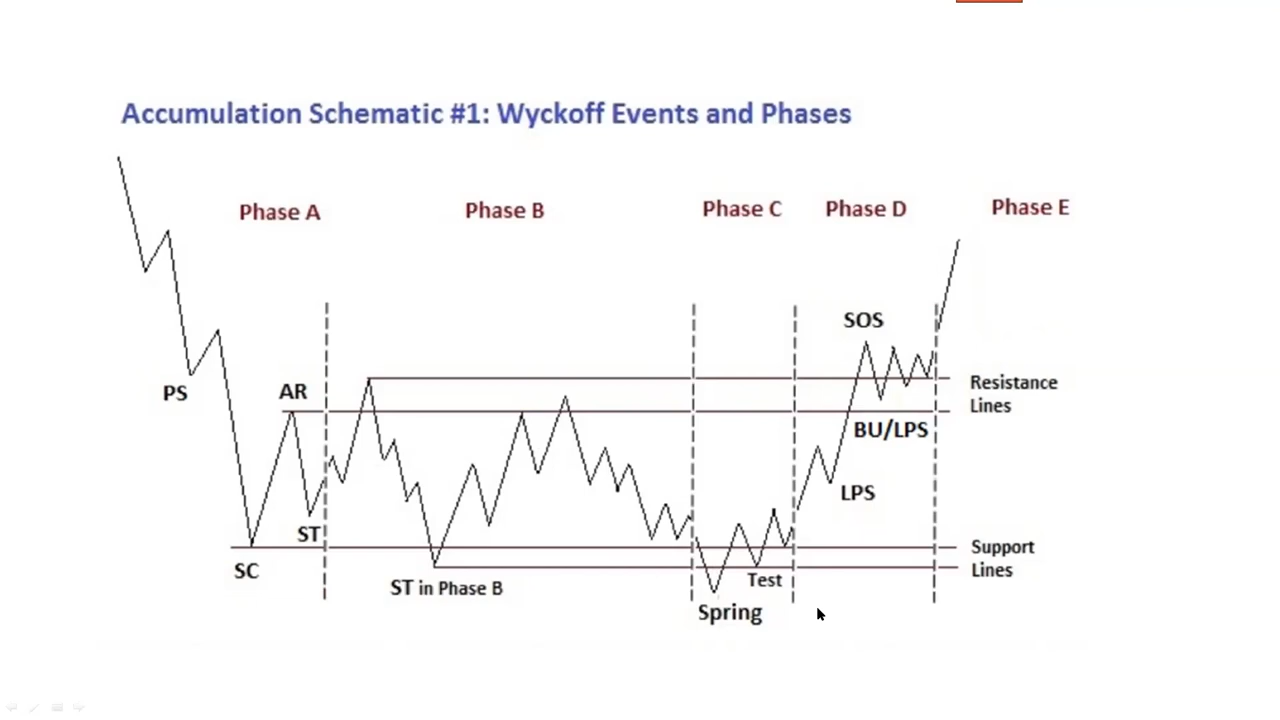 Accumulation Schematic #1: Wyckoff Events and Phases
Phase A
Phase B
Phase C
Phase D
Phase E
SOS
PS
AR
Resistance
Lines
BU/LPS
LPS
ST
Support
Lines
SC
ST in Phase B
Test
Spring